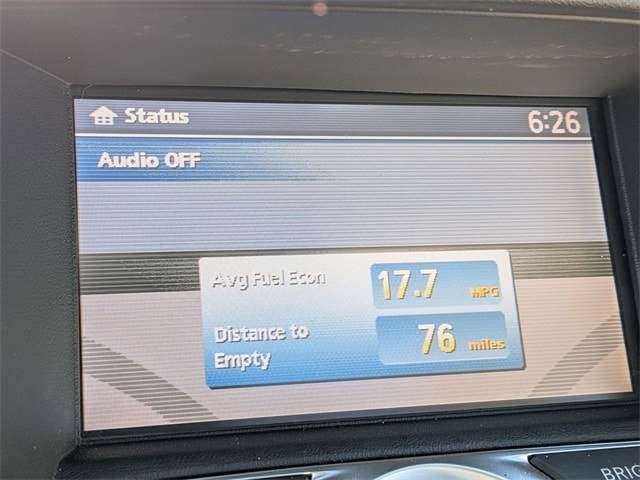 Status 6:26
Audio OFF
Avg Fuel Econ 17.7 MPG
Distance to
Empty 76 miles
BRIG